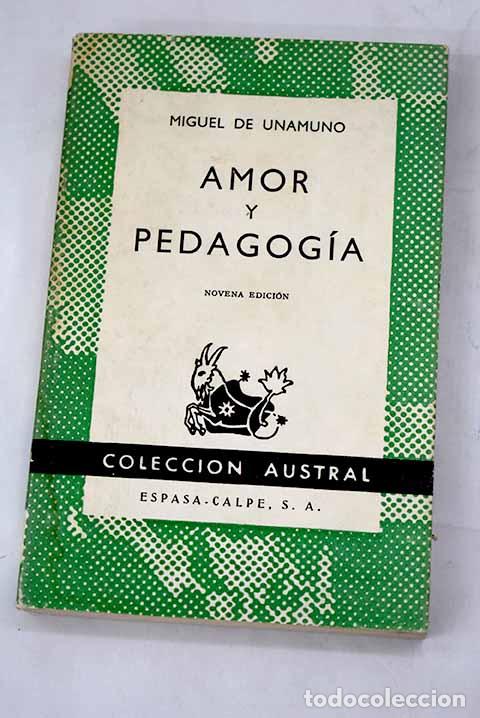 MIGUEL DE UNAMUNO
AMOR
Y
PEDAGOGÍA
NOVENA EDICIÓN
COLECCION AUSTRAL
ESPASA-CALPE, S. A.
todocoleccion